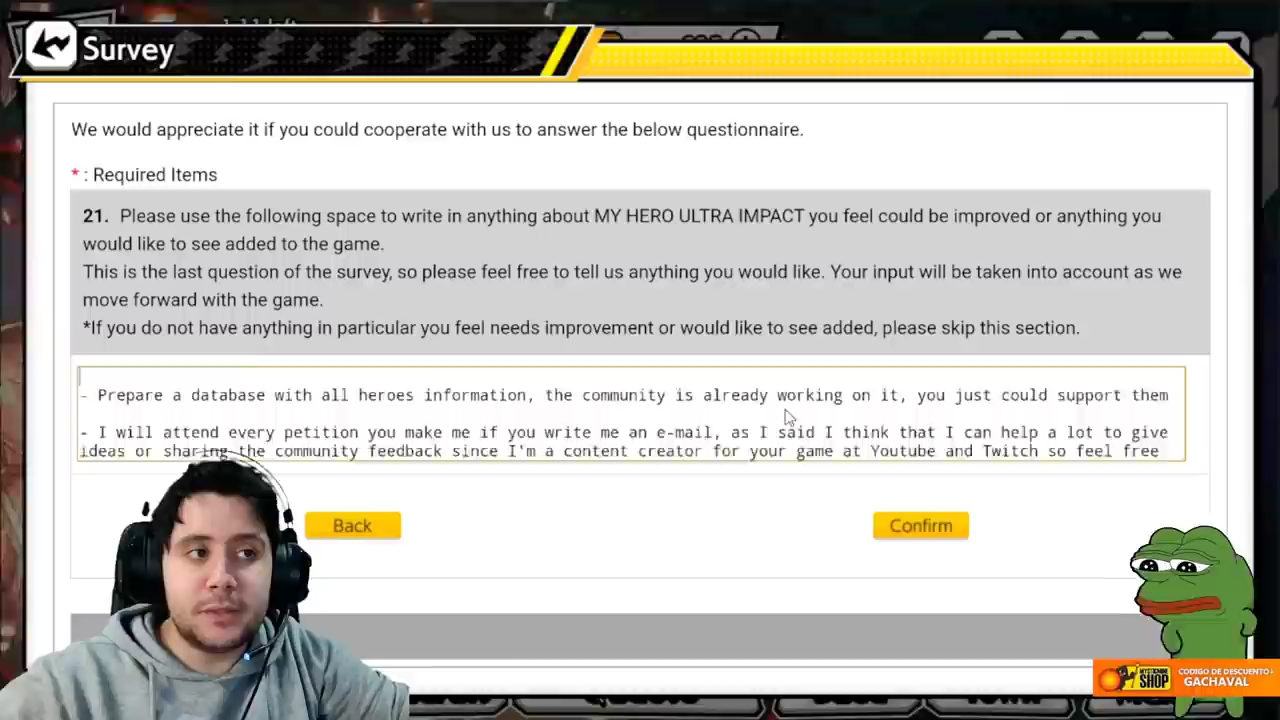 Survey
We would appreciate it if you could cooperate with us to answer the below questionnaire.
* : Required Items
21. Please use the following space to write in anything about MY HERO ULTRA IMPACT you feel could be improved or anything you
would like to see added to the game.
This is the last question of the survey, so please feel free to tell us anything you would like. Your input will be taken into account as we
move forward with the game.
*If you do not have anything in particular you feel needs improvement or would like to see added, please skip this section.
- Prepare a database with all heroes information, the community is already working on it, you just could support them
- I will attend every petition you make me if you write me an e-mail, as I said I think that I can help a lot to give
ideas or sharing the community feedback since I'm a content creator for your game at Youtube and Twitch so feel free
Back
Confirm
SHOP
CODIGO DE DESCUENTO
GACHAVAL